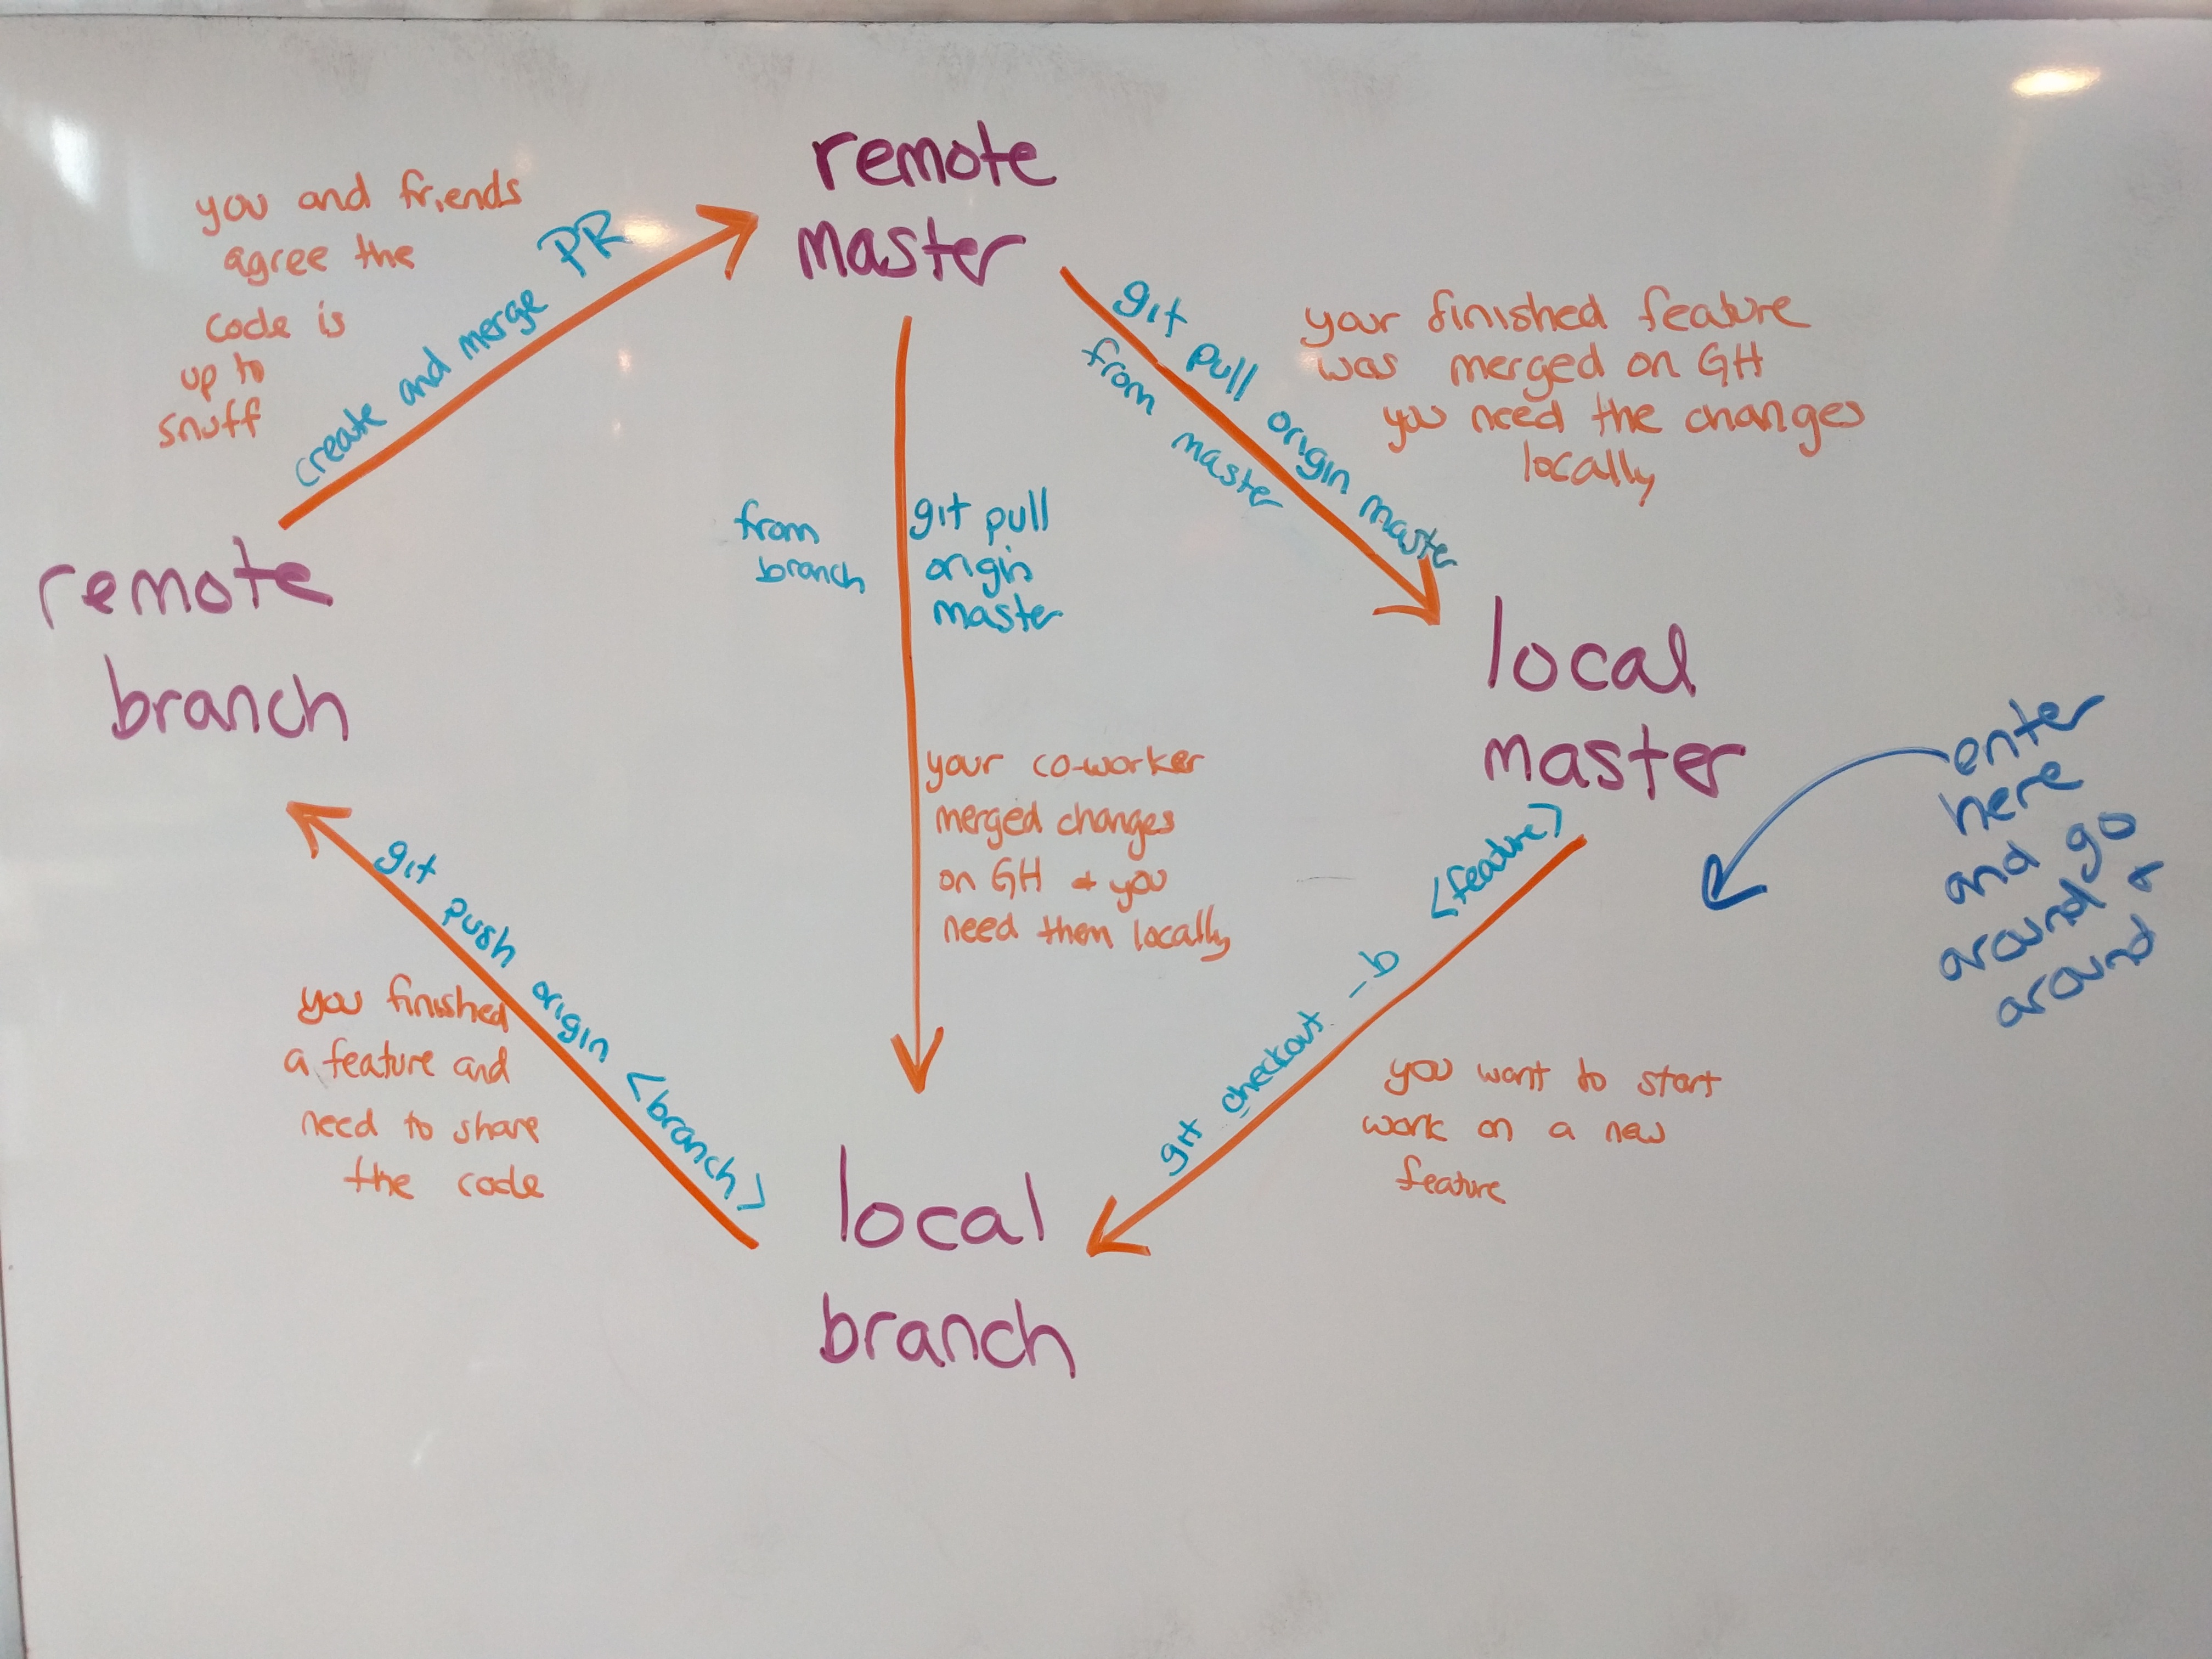 remote
master
you and friends
agree the
code is
up to
snuff
create and merge PR
git pull origin master
from master
your finished feature
was merged on GH
you need the changes
locally
from
branch
git pull
origin
master
remote
branch
local
master
enter
here
and go
around &
around
your co-worker
merged changes
on GH & you
need them locally
git checkout -b <feature>
you want to start
work on a new
feature
git push origin <branch>
you finished
a feature and
need to share
the code
local
branch